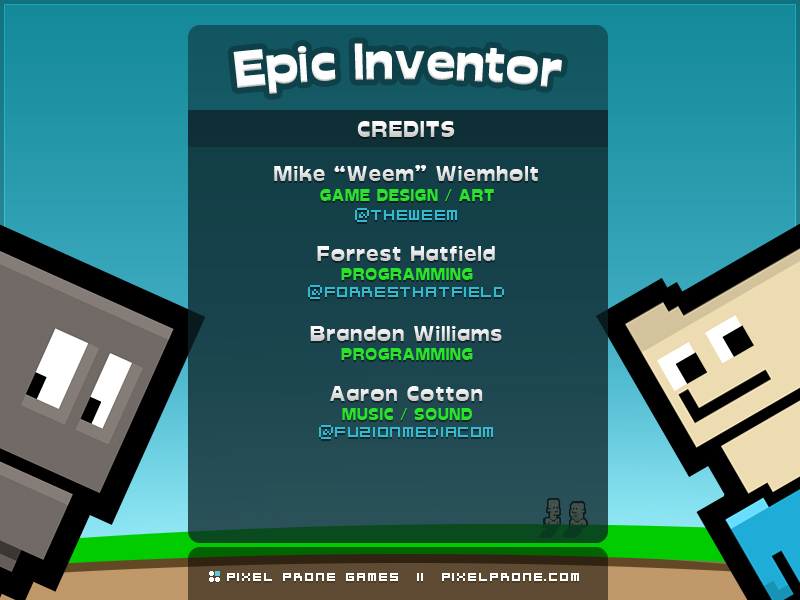 Epic Inventor
CREDITS
Mike “Weem” Wiemholt
GAME DESIGN / ART
@THEWEEM
Forrest Hatfield
PROGRAMMING
@FORRESTHATFIELD
Brandon Williams
PROGRAMMING
Aaron Cotton
MUSIC / SOUND
@FUZIONMEDIACOM
PIXEL PRONE GAMES || PIXELPRONE.COM